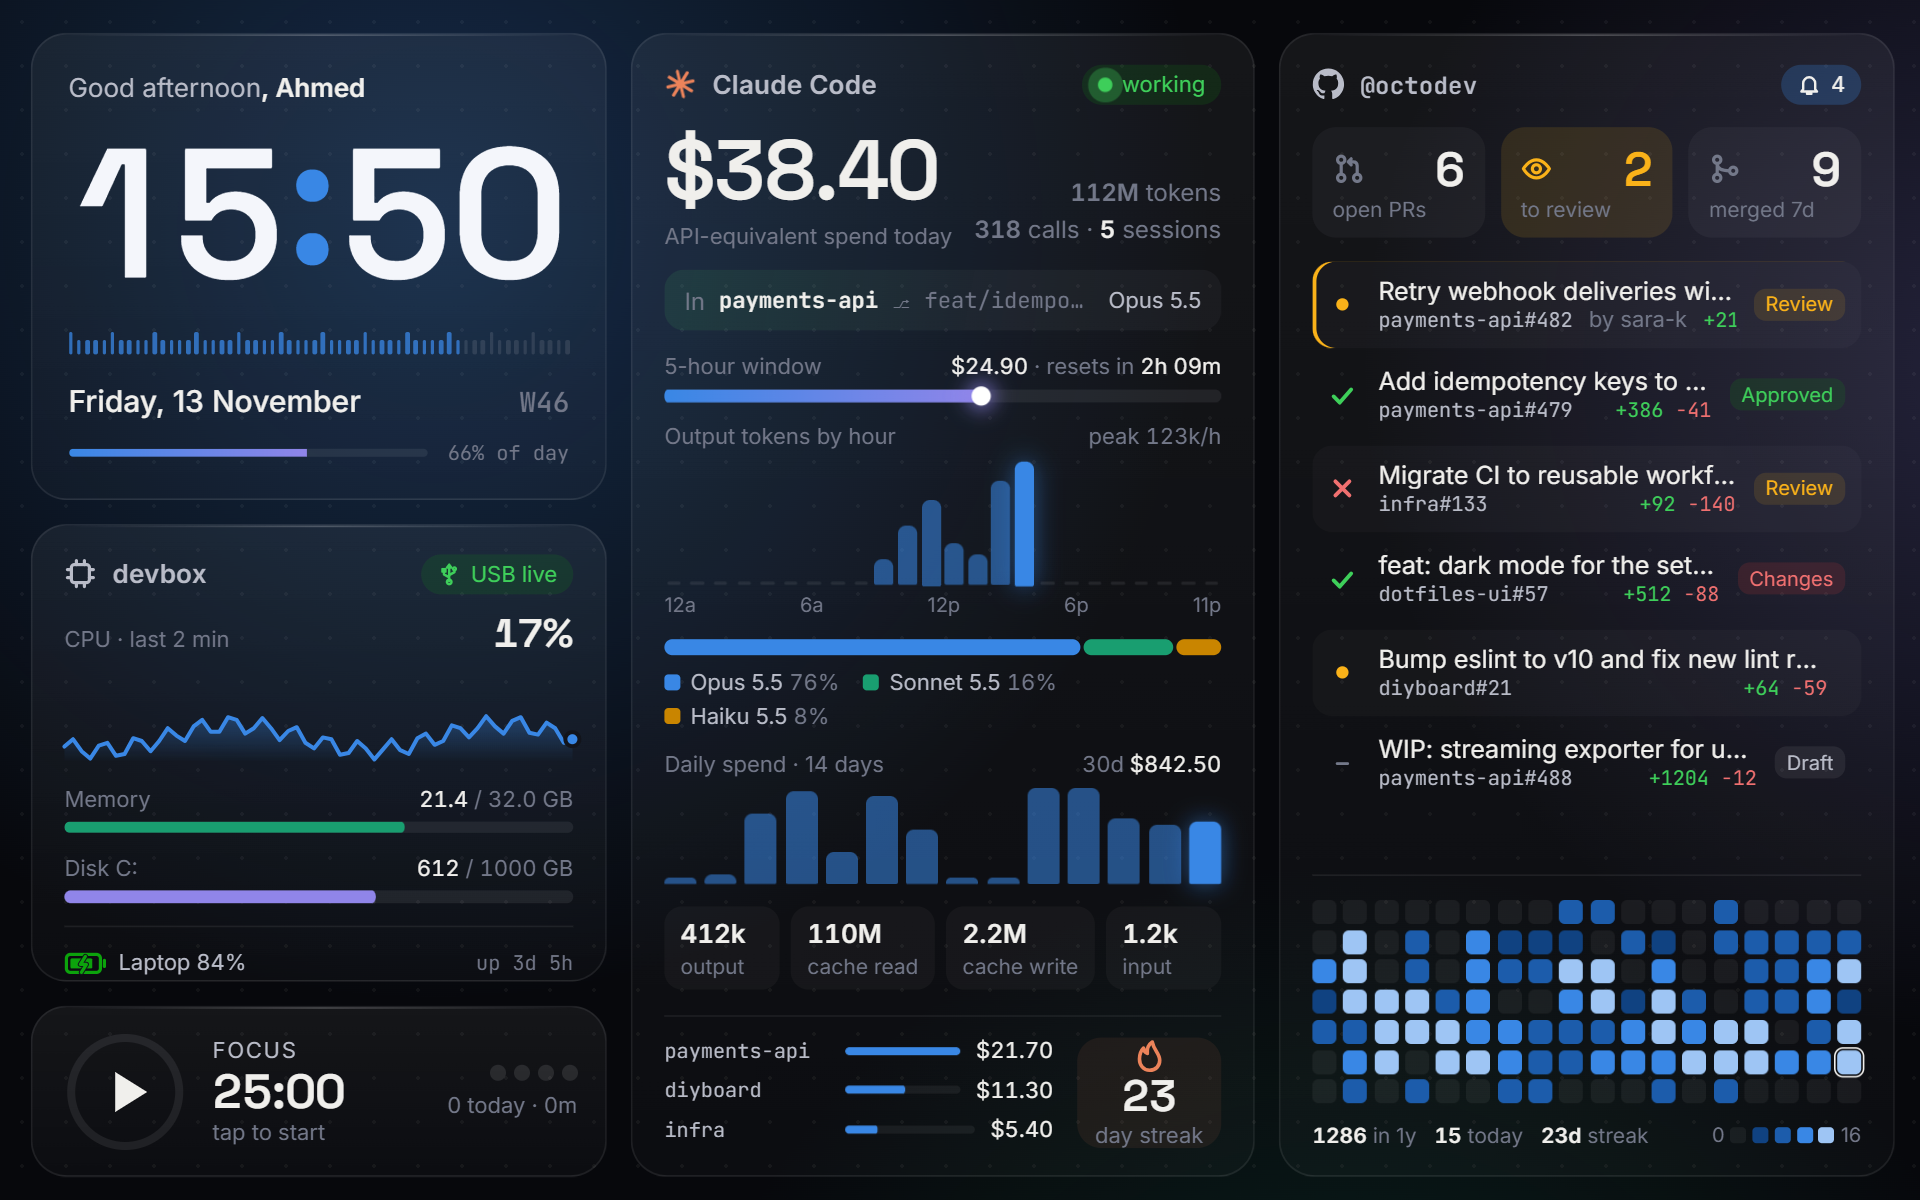 Good afternoon, Ahmed
15:50
Friday, 13 November W46
66% of day
devbox USB live
CPU · last 2 min 17%
Memory 21.4 / 32.0 GB
Disk C: 612 / 1000 GB
Laptop 84% up 3d 5h
FOCUS
25:00
tap to start
0 today · 0m
Claude Code working
$38.40
112M tokens
API-equivalent spend today 318 calls · 5 sessions
In payments-api ⎇ feat/idempo… Opus 5.5
5-hour window $24.90 · resets in 2h 09m
Output tokens by hour peak 123k/h
12a 6a 12p 6p 11p
Opus 5.5 76% Sonnet 5.5 16%
Haiku 5.5 8%
Daily spend · 14 days 30d $842.50
412k 110M 2.2M 1.2k
output cache read cache write input
payments-api $21.70
diyboard $11.30
infra $5.40
23
day streak
@octodev 4
6 2 9
open PRs to review merged 7d
Retry webhook deliveries wi… Review
payments-api#482 by sara-k +21
Add idempotency keys to … Approved
payments-api#479 +386 -41
Migrate CI to reusable workf… Review
infra#133 +92 -140
feat: dark mode for the set… Changes
dotfiles-ui#57 +512 -88
Bump eslint to v10 and fix new lint r…
diyboard#21 +64 -59
WIP: streaming exporter for u… Draft
payments-api#488 +1204 -12
1286 in 1y 15 today 23d streak 0 16